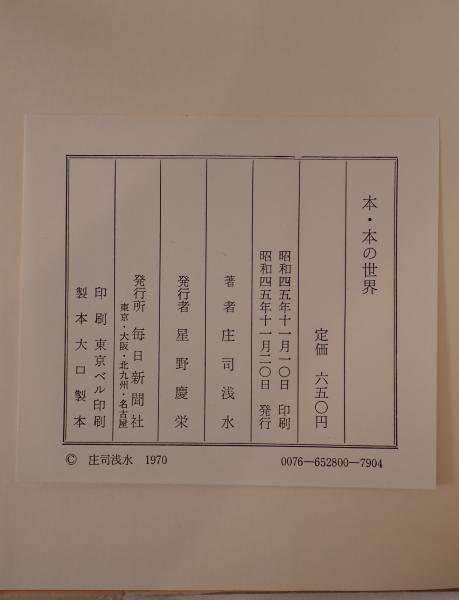 本・本の世界
定価 六五〇円
昭和四五年十一月一〇日 印刷
昭和四五年十一月二〇日 発行
著者 庄司浅水
発行者 星野慶栄
発行所 毎日新聞社
東京・大阪・北九州・名古屋
印刷 東京ベル印刷
製本 大口製本
© 庄司浅水 1970
0076—652800—7904